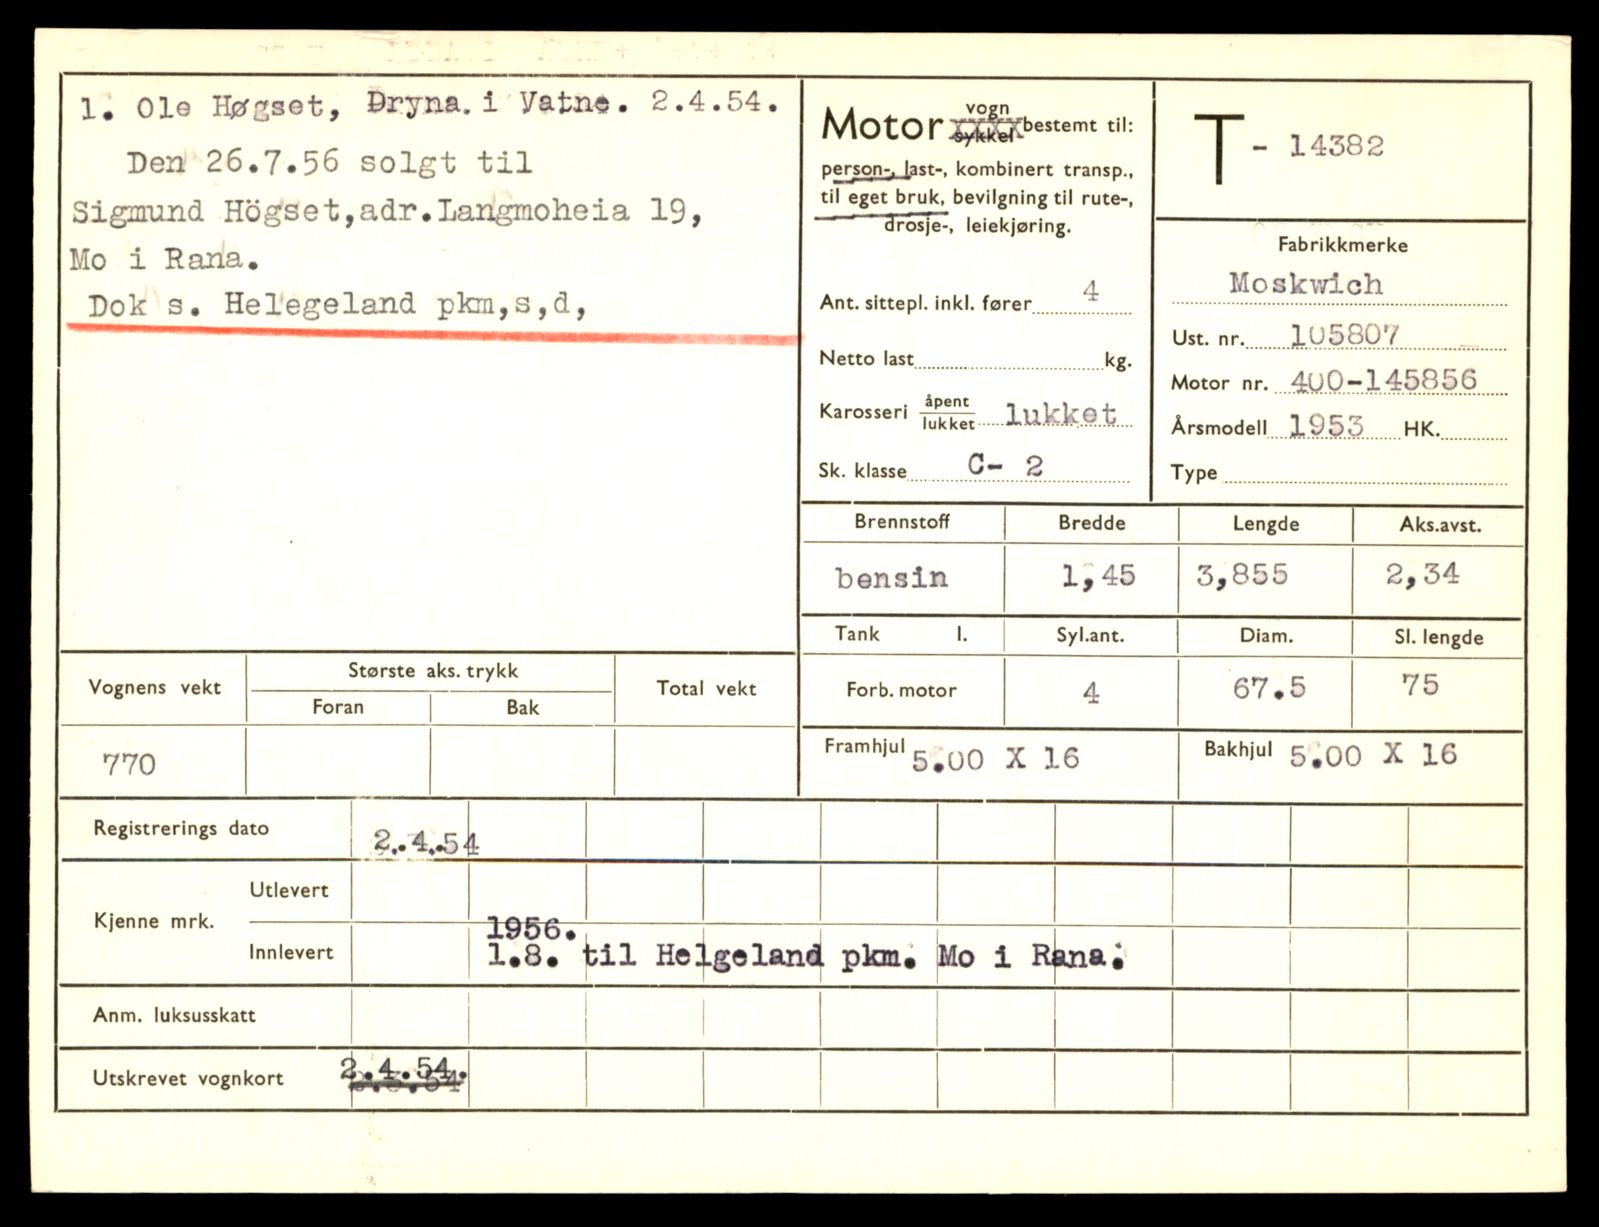 1. Ole Høgset, Dryna. i Vatne. 2.4.54.
Den 26.7.56 solgt til
Sigmund Högset,adr.Langmoheia 19,
Mo i Rana.
Dok s. Helegeland pkm,s,d,
Motor vogn sykkel bestemt til:
person-, last-, kombinert transp.,
til eget bruk, bevilgning til rute-,
drosje-, leiekjøring.
Ant. sittepl. inkl. fører 4
Netto last kg.
Karosseri åpent lukket lukket
Sk. klasse C- 2
T - 14382
Fabrikkmerke
Moskwich
Ust. nr. 105807
Motor nr. 400-145856
Årsmodell 1953 HK.
Type
Brennstoff Bredde Lengde Aks.avst.
bensin 1,45 3,855 2,34
Tank l. Syl.ant. Diam. Sl. lengde
Forb. motor 4 67.5 75
Framhjul 5.00 X 16 Bakhjul 5.00 X 16
Vognens vekt Største aks. trykk Total vekt
Foran Bak
770
Registrerings dato 2.4.54
Kjenne mrk. Utlevert
1956.
Innlevert 1.8. til Helgeland pkm. Mo i Rana.
Anm. luksusskatt
Utskrevet vognkort 2.4.54.